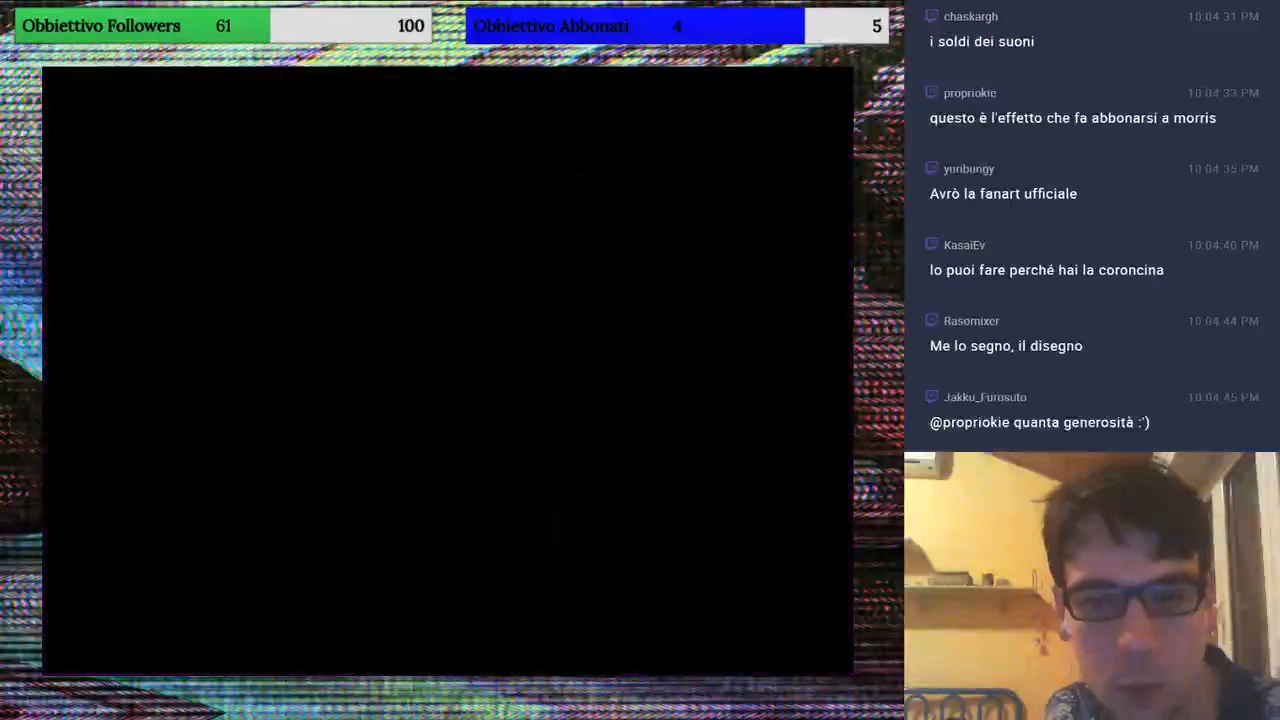 Obbiettivo Followers 61 100
Obbiettivo Abbonati 4 5
chaskargh 10:04:31 PM
i soldi dei suoni
propriokie 10:04:33 PM
questo è l'effetto che fa abbonarsi a morris
yuribungy 10:04:35 PM
Avrò la fanart ufficiale
KasaiEv 10:04:40 PM
lo puoi fare perché hai la coroncina
Rasomixer 10:04:44 PM
Me lo segno, il disegno
Jakku_Furosuto 10:04:45 PM
@propriokie quanta generosità :')